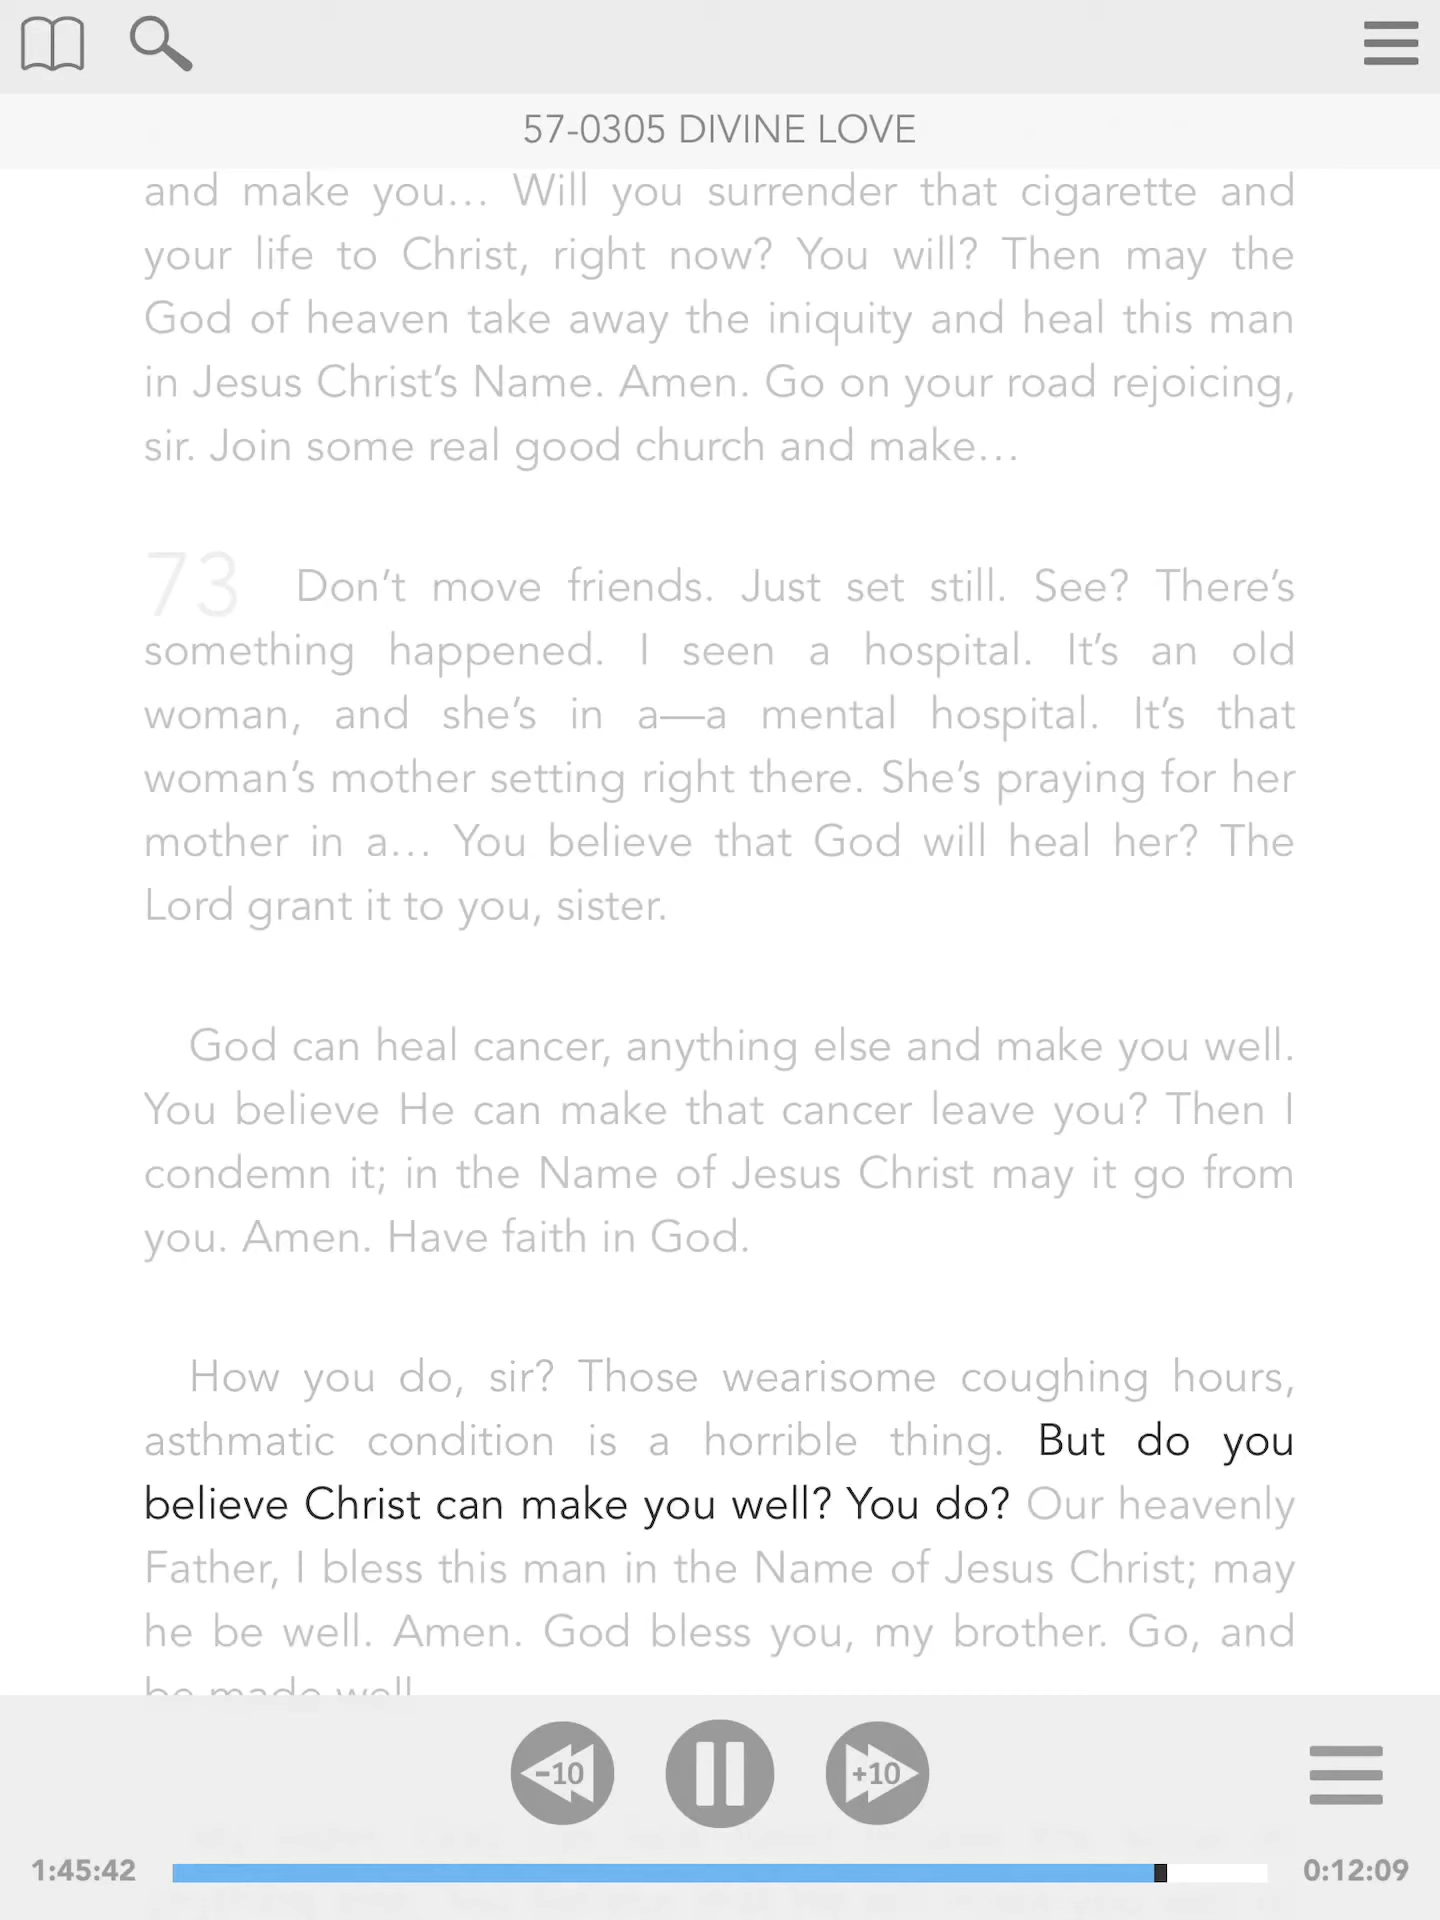 57-0305 DIVINE LOVE
and make you… Will you surrender that cigarette and
your life to Christ, right now? You will? Then may the
God of heaven take away the iniquity and heal this man
in Jesus Christ’s Name. Amen. Go on your road rejoicing,
sir. Join some real good church and make…
73 Don’t move friends. Just set still. See? There’s
something happened. I seen a hospital. It’s an old
woman, and she’s in a—a mental hospital. It’s that
woman’s mother setting right there. She’s praying for her
mother in a… You believe that God will heal her? The
Lord grant it to you, sister.
God can heal cancer, anything else and make you well.
You believe He can make that cancer leave you? Then I
condemn it; in the Name of Jesus Christ may it go from
you. Amen. Have faith in God.
How you do, sir? Those wearisome coughing hours,
asthmatic condition is a horrible thing. But do you
believe Christ can make you well? You do? Our heavenly
Father, I bless this man in the Name of Jesus Christ; may
he be well. Amen. God bless you, my brother. Go, and
be made well
-10
+10
1:45:42
0:12:09